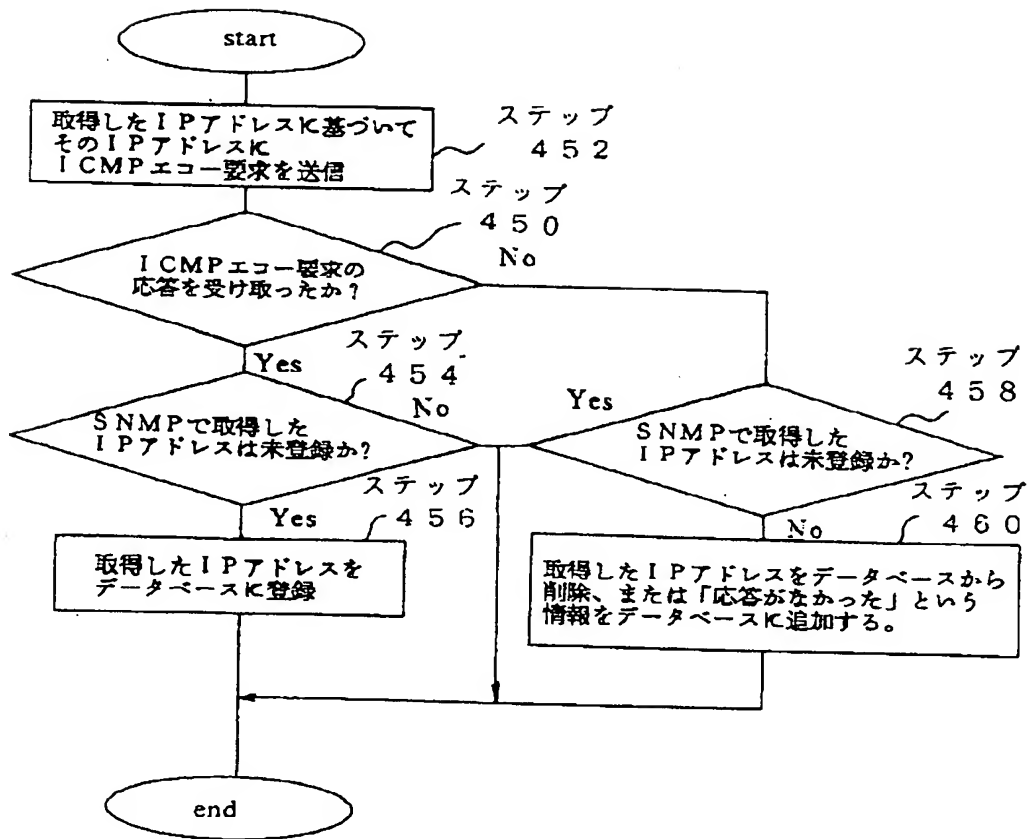 start
取得したIPアドレスに基づいて
そのIPアドレスに
ICMPエコー要求を送信
ステップ
452
ステップ
450
ICMPエコー要求の
応答を受け取ったか?
No
Yes
ステップ
454
SNMPで取得した
IPアドレスは未登録か?
No
Yes
ステップ
456
取得したIPアドレスを
データベースに登録
ステップ
458
Yes
SNMPで取得した
IPアドレスは未登録か?
No
ステップ
460
取得したIPアドレスをデータベースから
削除、または「応答がなかった」という
情報をデータベースに追加する。
end